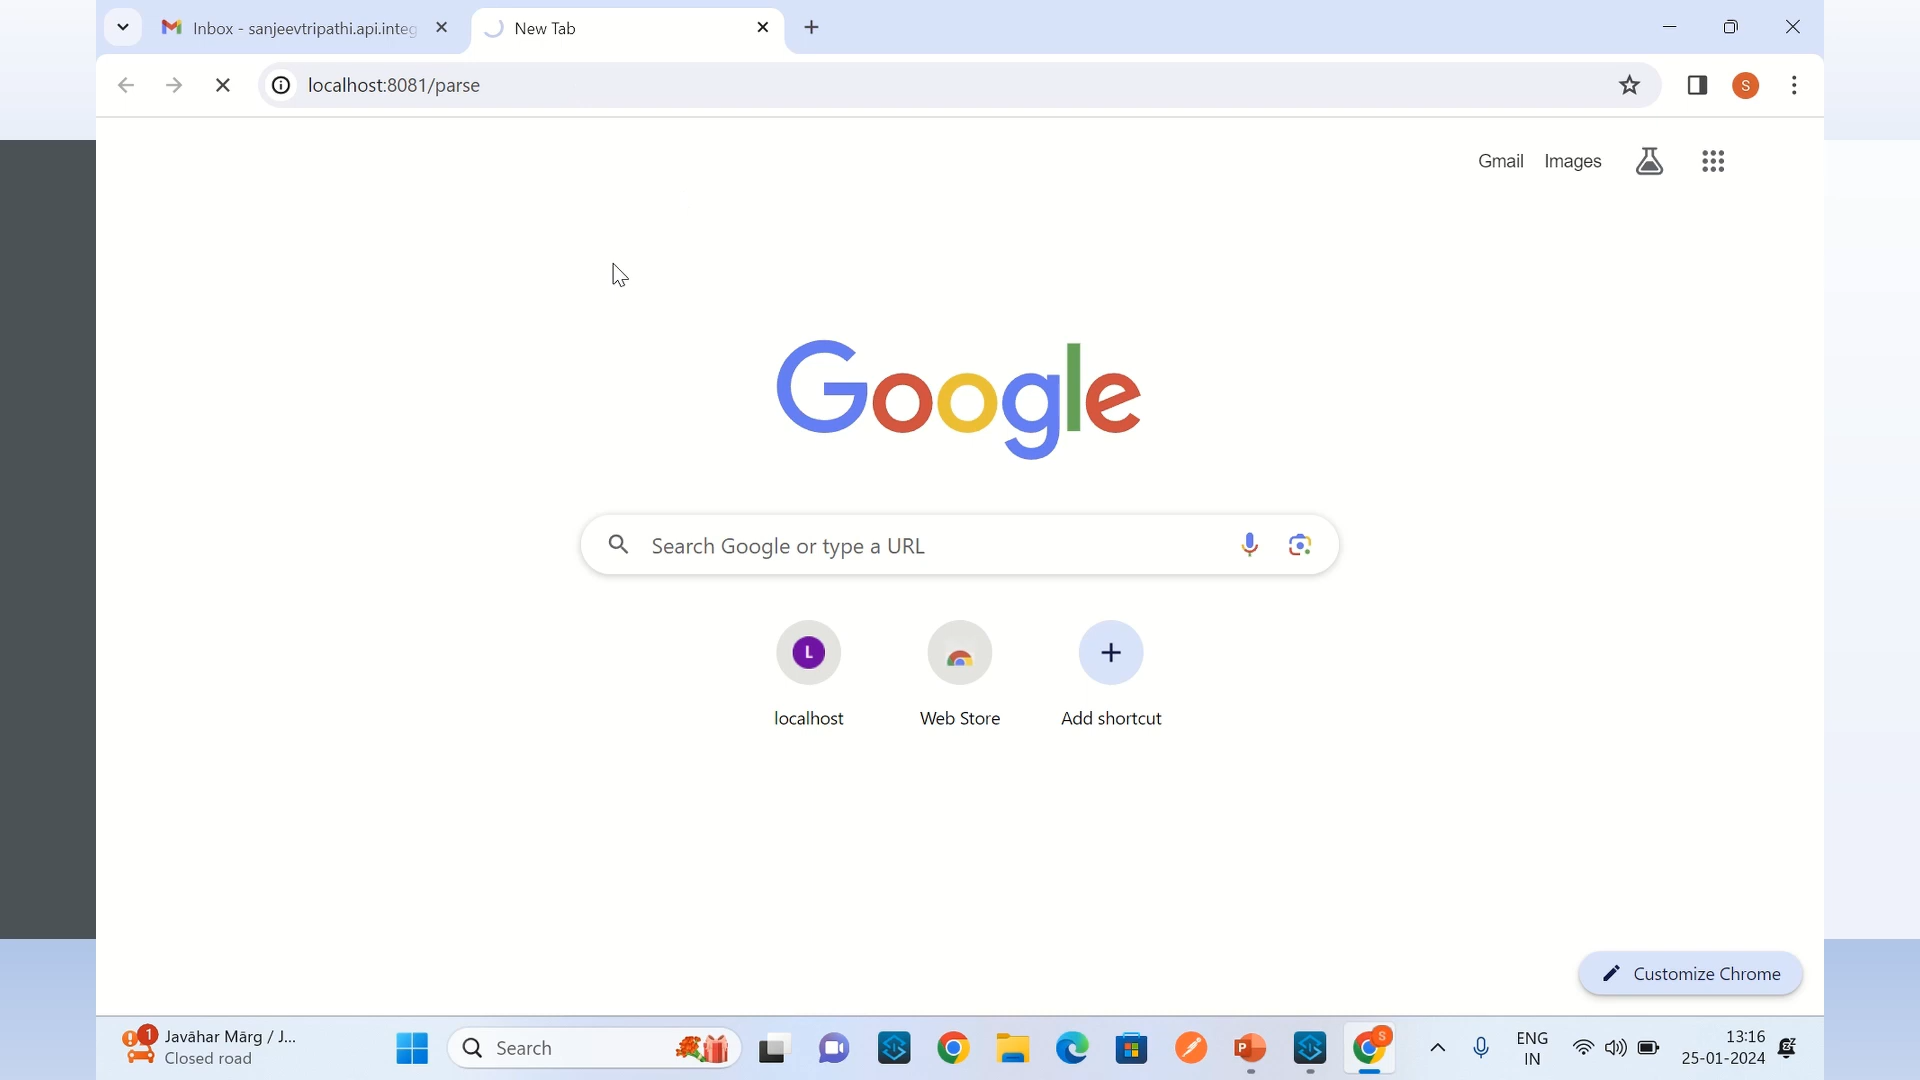 Inbox - sanjeevtripathi.api.integ
New Tab
localhost:8081/parse
S
Gmail
Images
Google
Search Google or type a URL
L
localhost
Web Store
Add shortcut
Customize Chrome
1
Javāhar Mārg / J...
Closed road
Search
P
S
ENG
IN
13:16
25-01-2024